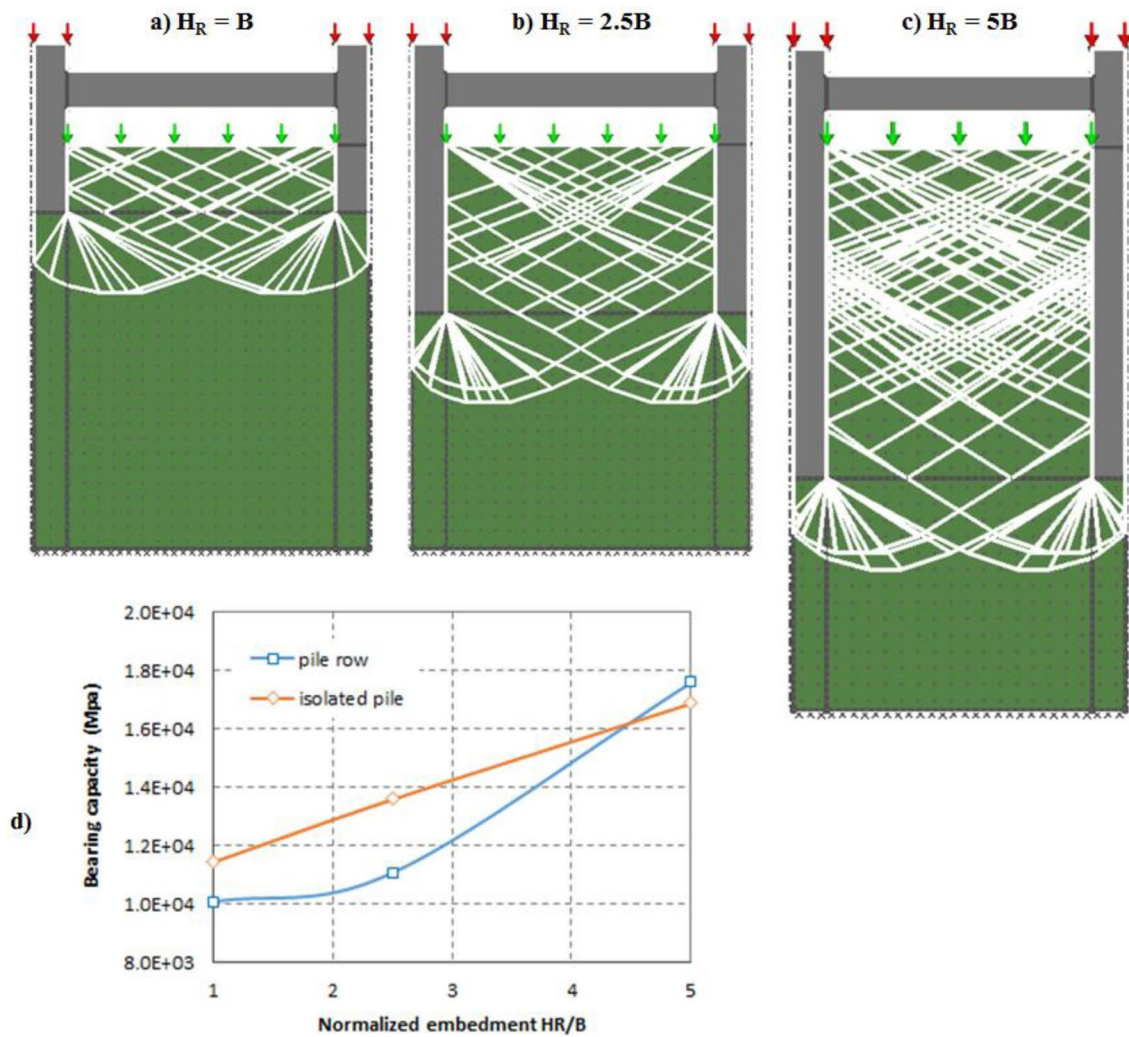 a) H_R = B
b) H_R = 2.5B
c) H_R = 5B
d)
Bearing capacity (Mpa)
2.0E+04
1.8E+04
1.6E+04
1.4E+04
1.2E+04
1.0E+04
8.0E+03
pile row
isolated pile
1 2 3 4 5
Normalized embedment HR/B